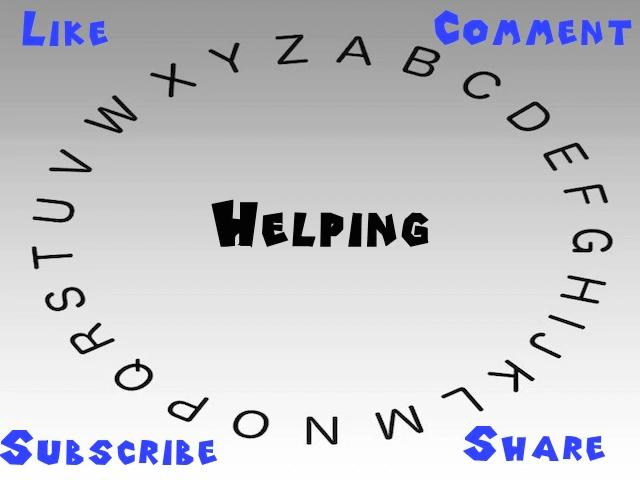 Like
Comment
A B C D E F G H I J K L M N O P Q R S T U V W X Y Z
Helping
Subscribe
Share